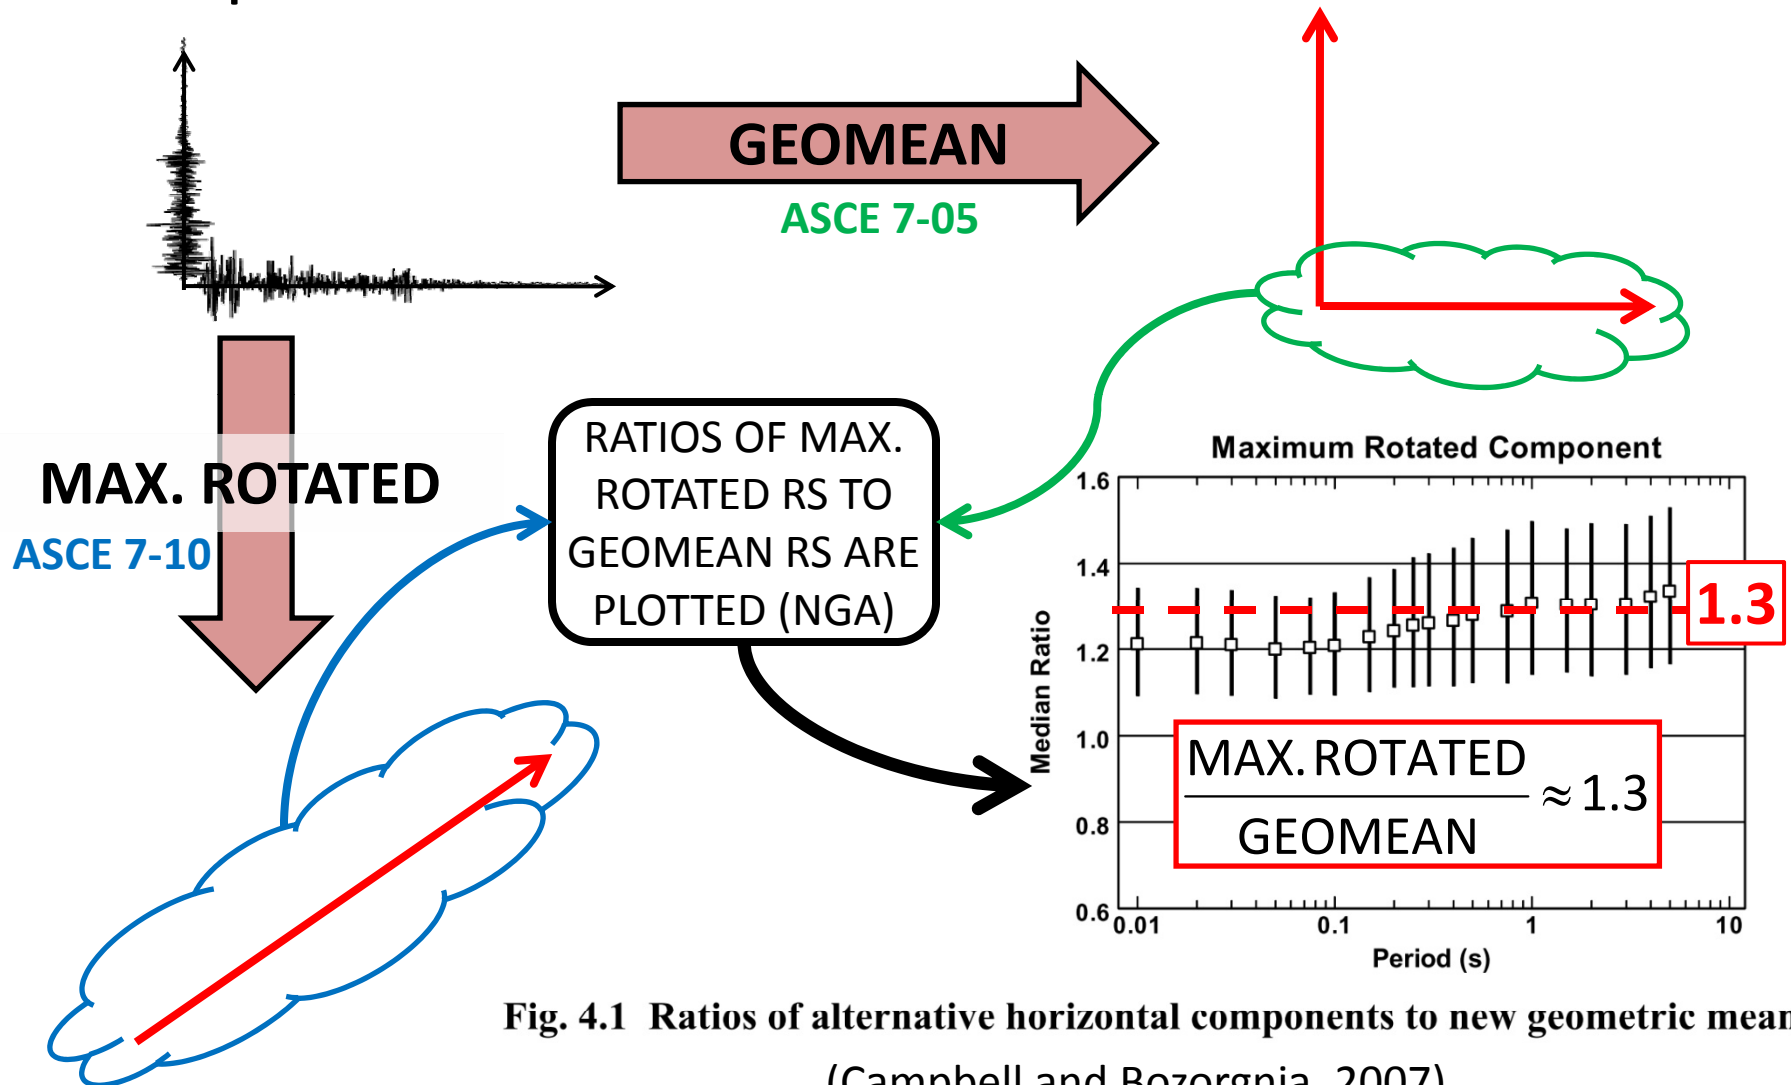 GEOMEAN
ASCE 7-05
MAX. ROTATED
ASCE 7-10
RATIOS OF MAX.
ROTATED RS TO
GEOMEAN RS ARE
PLOTTED (NGA)
Maximum Rotated Component
1.6
1.4
1.2
1.0
0.8
0.6
Median Ratio
1.3
MAX. ROTATED
GEOMEAN
≈ 1.3
0.01
0.1
1
10
Period (s)
Fig. 4.1 Ratios of alternative horizontal components to new geometric mean
(Campbell and Bozorgnia, 2007)